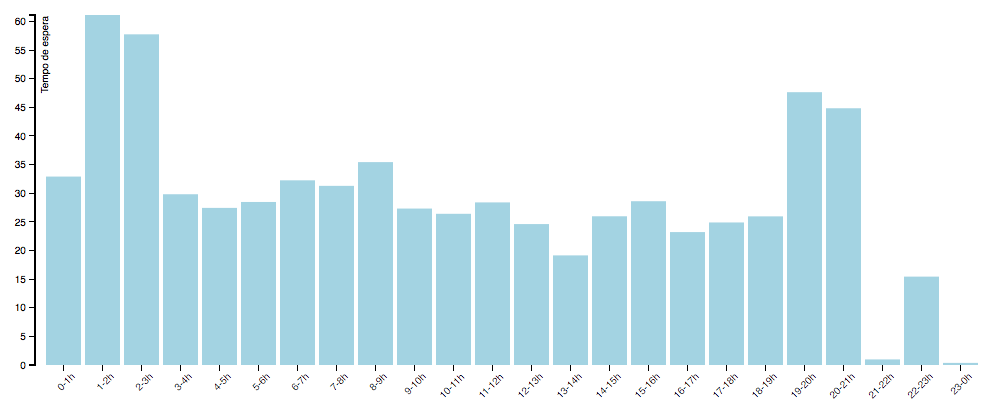 60
55
50
45
40
35
30
25
20
15
10
5
0
Tempo de espera
0-1h
1-2h
2-3h
3-4h
4-5h
5-6h
6-7h
7-8h
8-9h
9-10h
10-11h
11-12h
12-13h
13-14h
14-15h
15-16h
16-17h
17-18h
18-19h
19-20h
20-21h
21-22h
22-23h
23-0h